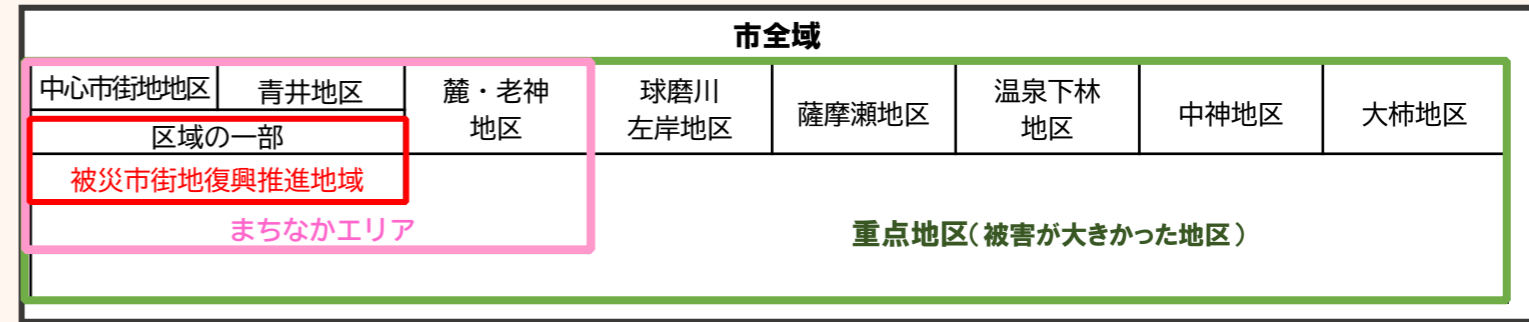 市全域
中心市街地地区
青井地区
麓・老神
地区
球磨川
左岸地区
薩摩瀬地区
温泉下林
地区
中神地区
大柿地区
区域の一部
被災市街地復興推進地域
まちなかエリア
重点地区(被害が大きかった地区)